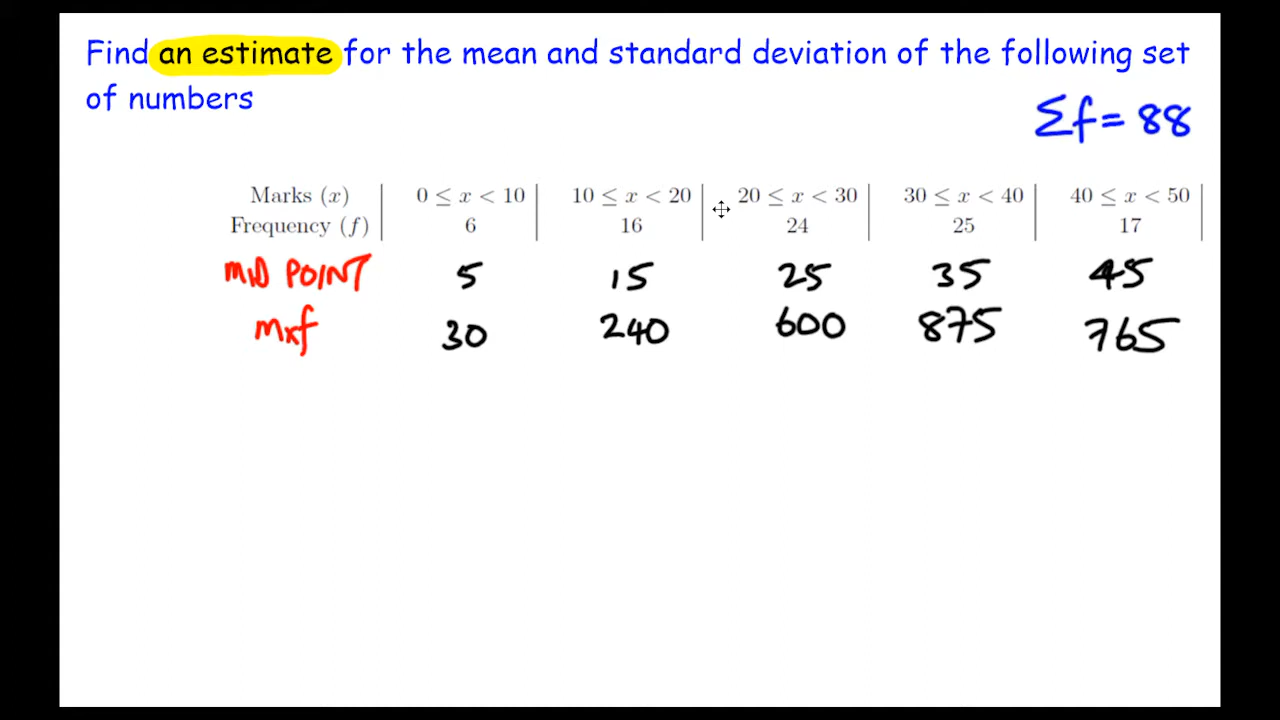 Find an estimate for the mean and standard deviation of the following set
of numbers
Σf = 88
Marks (x) 0 ≤ x < 10 10 ≤ x < 20 20 ≤ x < 30 30 ≤ x < 40 40 ≤ x < 50
Frequency (f) 6 16 24 25 17
MID POINT 5 15 25 35 45
mxf 30 240 600 875 765